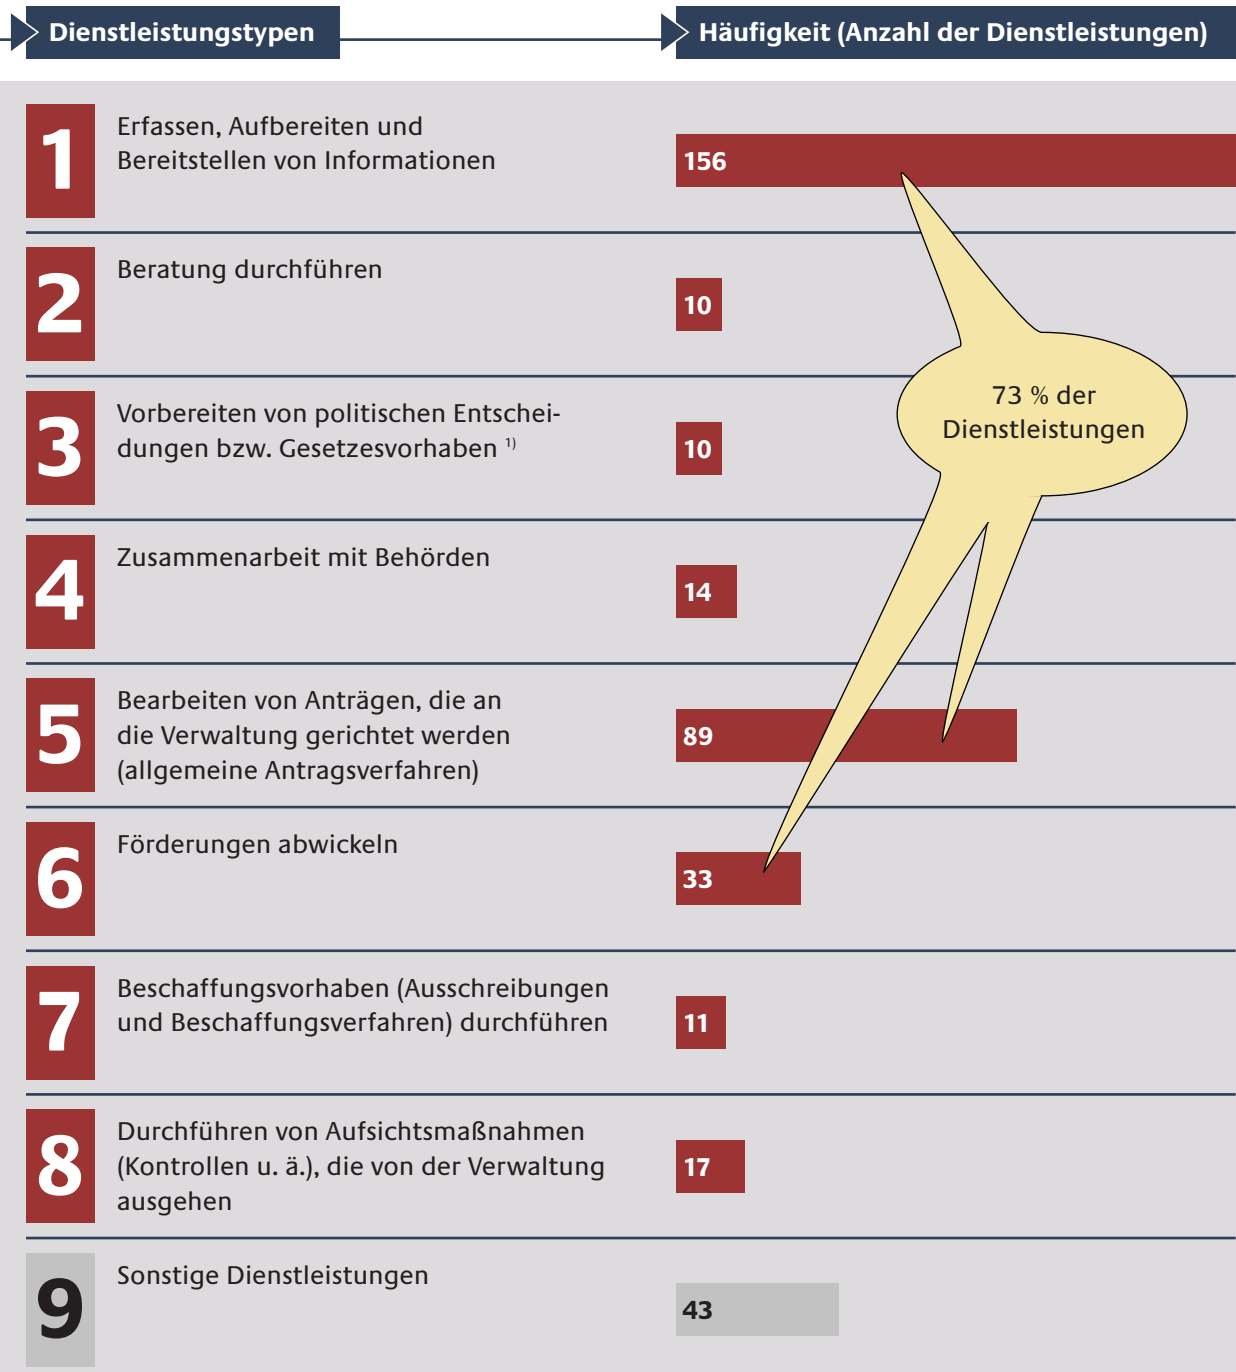 Dienstleistungstypen
Häufigkeit (Anzahl der Dienstleistungen)
1
Erfassen, Aufbereiten und
Bereitstellen von Informationen
156
2
Beratung durchführen
10
73 % der
Dienstleistungen
3
Vorbereiten von politischen Entschei-
dungen bzw. Gesetzesvorhaben 1)
10
4
Zusammenarbeit mit Behörden
14
5
Bearbeiten von Anträgen, die an
die Verwaltung gerichtet werden
(allgemeine Antragsverfahren)
89
6
Förderungen abwickeln
33
7
Beschaffungsvorhaben (Ausschreibungen
und Beschaffungsverfahren) durchführen
11
8
Durchführen von Aufsichtsmaßnahmen
(Kontrollen u. ä.), die von der Verwaltung
ausgehen
17
9
Sonstige Dienstleistungen
43